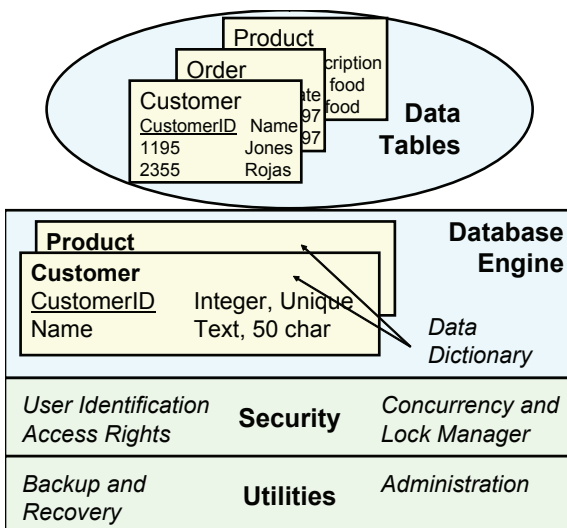 Product
cription
food
food
Order
ate
97
97
Customer
CustomerID Name
1195 Jones
2355 Rojas
Data
Tables
Database
Engine
Product
Customer
CustomerID Integer, Unique
Name Text, 50 char
Data
Dictionary
User Identification
Access Rights
Security
Concurrency and
Lock Manager
Backup and
Recovery
Utilities
Administration